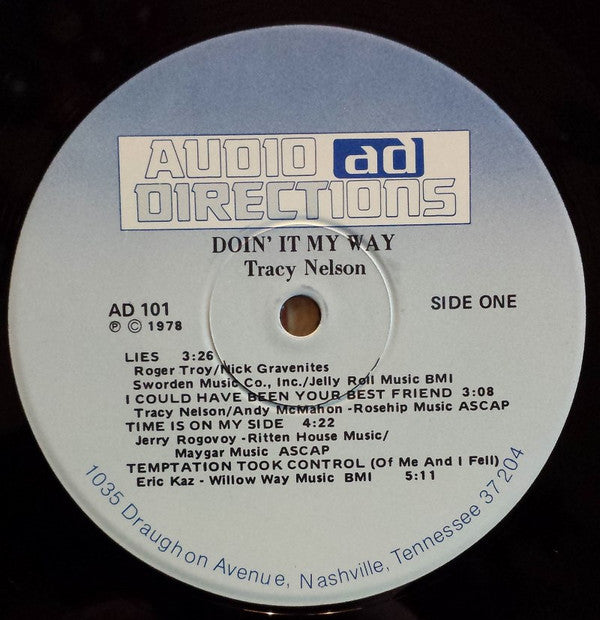 AUDIO ad
DIRECTIONS
DOIN' IT MY WAY
Tracy Nelson
AD 101
SIDE ONE
℗ © 1978
LIES 3:26
Roger Troy/Nick Gravenites
Sworden Music Co., Inc./Jelly Roll Music BMI
I COULD HAVE BEEN YOUR BEST FRIEND 3:08
Tracy Nelson/Andy McMahon -Rosehip Music ASCAP
TIME IS ON MY SIDE 4:22
Jerry Rogovoy -Ritten House Music/
Maygar Music ASCAP
TEMPTATION TOOK CONTROL (Of Me And I Fell)
Eric Kaz - Willow Way Music BMI 5:11
1035 Draughon Avenue, Nashville, Tennessee 37204